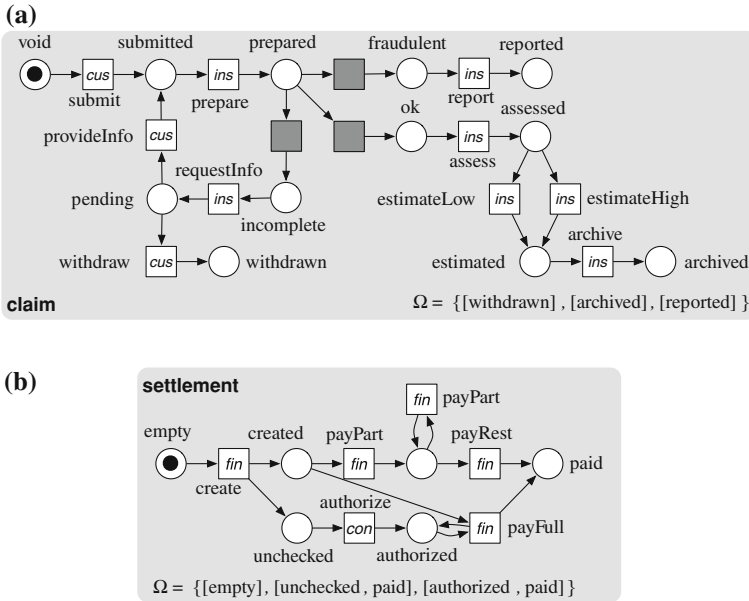 (a)
void submitted prepared fraudulent reported
cus ins ins
submit prepare report
ok assessed
provideInfo cus ins
assess
requestInfo
pending ins estimateLow ins ins estimateHigh
incomplete archive
withdraw cus withdrawn estimated ins archived
claim Ω = {[withdrawn] , [archived] , [reported] }
(b)
settlement
fin payPart
empty created payPart payRest
fin fin fin paid
create authorize
con fin payFull
unchecked authorized
Ω = {[empty], [unchecked , paid], [authorized , paid] }